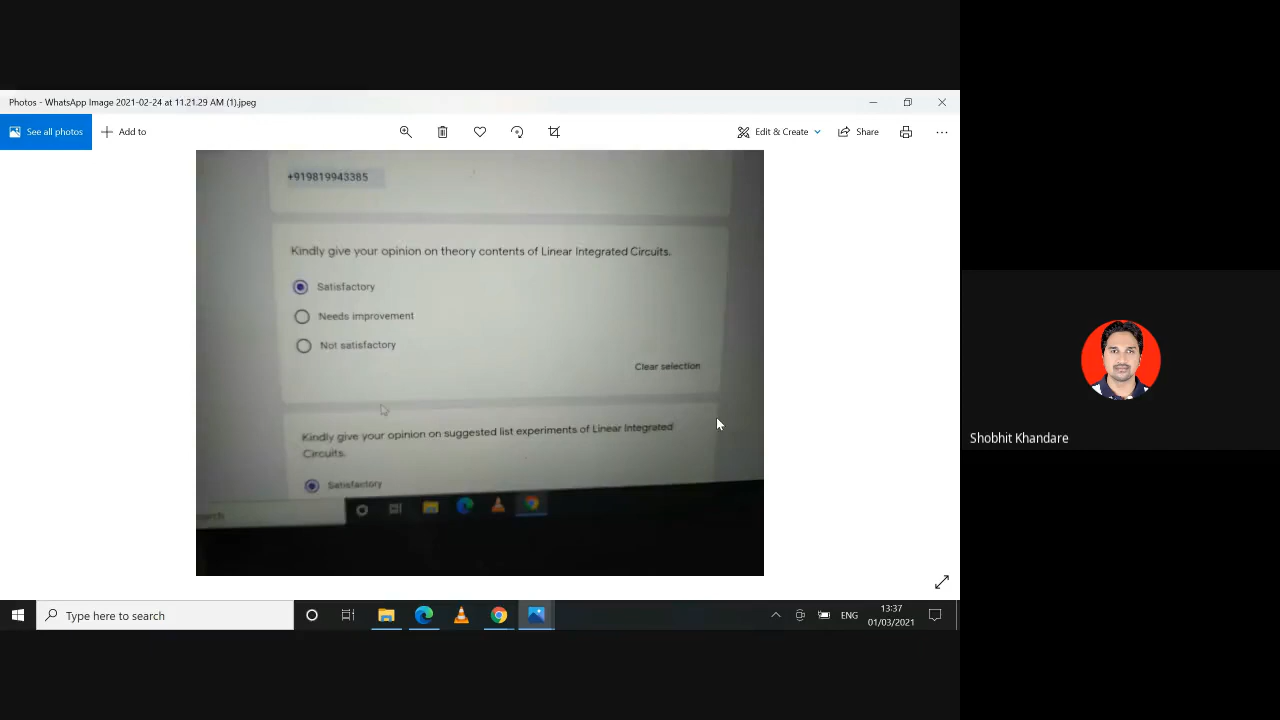 Photos - WhatsApp Image 2021-02-24 at 11.21.29 AM (1).jpeg
See all photos
Add to
Edit & Create
Share
+919819943385
Kindly give your opinion on theory contents of Linear Integrated Circuits.
Satisfactory
Needs improvement
Not satisfactory
Clear selection
Kindly give your opinion on suggested list experiments of Linear Integrated
Circuits.
Satisfactory
Shobhit Khandare
Type here to search
ENG
13:37
01/03/2021